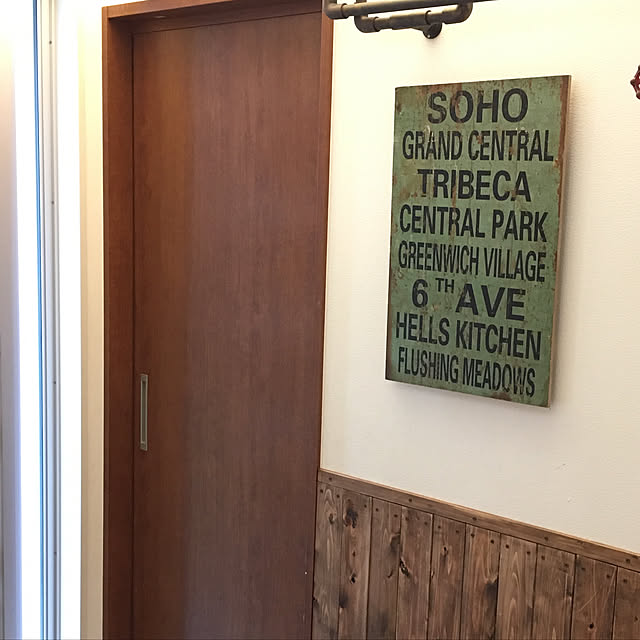 SOHO
GRAND CENTRAL
TRIBECA
CENTRAL PARK
GREENWICH VILLAGE
6TH AVE
HELLS KITCHEN
FLUSHING MEADOWS